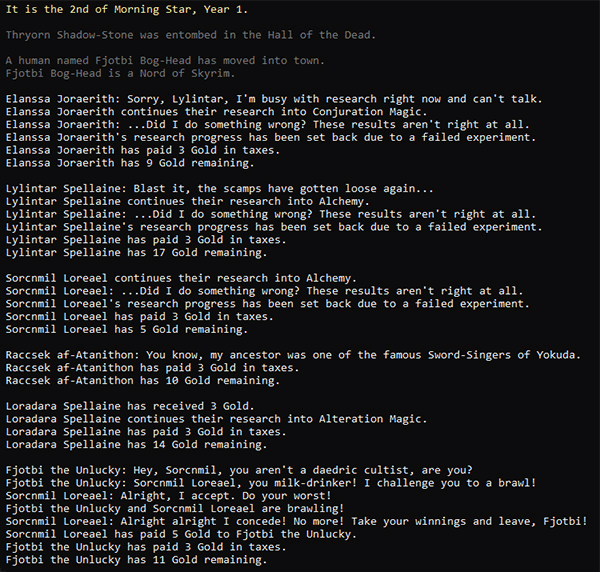 It is the 2nd of Morning Star, Year 1.
Thryorn Shadow-Stone was entombed in the Hall of the Dead.
A human named Fjotbi Bog-Head has moved into town.
Fjotbi Bog-Head is a Nord of Skyrim.
Elanssa Joraerith: Sorry, Lylintar, I'm busy with research right now and can't talk.
Elanssa Joraerith continues their research into Conjuration Magic.
Elanssa Joraerith: ...Did I do something wrong? These results aren't right at all.
Elanssa Joraerith's research progress has been set back due to a failed experiment.
Elanssa Joraerith has paid 3 Gold in taxes.
Elanssa Joraerith has 9 Gold remaining.
Lylintar Spellaine: Blast it, the scamps have gotten loose again...
Lylintar Spellaine continues their research into Alchemy.
Lylintar Spellaine: ...Did I do something wrong? These results aren't right at all.
Lylintar Spellaine's research progress has been set back due to a failed experiment.
Lylintar Spellaine has paid 3 Gold in taxes.
Lylintar Spellaine has 17 Gold remaining.
Sorcnmil Loreael continues their research into Alchemy.
Sorcnmil Loreael: ...Did I do something wrong? These results aren't right at all.
Sorcnmil Loreael's research progress has been set back due to a failed experiment.
Sorcnmil Loreael has paid 3 Gold in taxes.
Sorcnmil Loreael has 5 Gold remaining.
Raccsek af-Atanithon: You know, my ancestor was one of the famous Sword-Singers of Yokuda.
Raccsek af-Atanithon has paid 3 Gold in taxes.
Raccsek af-Atanithon has 10 Gold remaining.
Loradara Spellaine has received 3 Gold.
Loradara Spellaine continues their research into Alteration Magic.
Loradara Spellaine has paid 3 Gold in taxes.
Loradara Spellaine has 14 Gold remaining.
Fjotbi the Unlucky: Hey, Sorcnmil, you aren't a daedric cultist, are you?
Fjotbi the Unlucky: Sorcnmil Loreael, you milk-drinker! I challenge you to a brawl!
Sorcnmil Loreael: Alright, I accept. Do your worst!
Fjotbi the Unlucky and Sorcnmil Loreael are brawling!
Sorcnmil Loreael: Alright alright I concede! No more! Take your winnings and leave, Fjotbi!
Sorcnmil Loreael has paid 5 Gold to Fjotbi the Unlucky.
Fjotbi the Unlucky has paid 3 Gold in taxes.
Fjotbi the Unlucky has 11 Gold remaining.